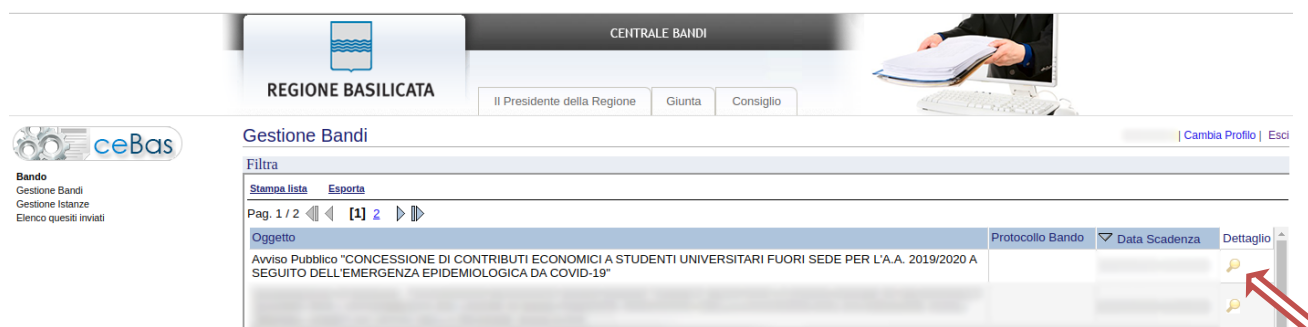 CENTRALE BANDI
REGIONE BASILICATA
Il Presidente della Regione Giunta Consiglio
ceBas
Gestione Bandi
| Cambia Profilo | Esci
Bando
Gestione Bandi
Gestione Istanze
Elenco quesiti inviati
Filtra
Stampa lista Esporta
Pag. 1 / 2 [1] 2
Oggetto Protocollo Bando Data Scadenza Dettaglio
Avviso Pubblico "CONCESSIONE DI CONTRIBUTI ECONOMICI A STUDENTI UNIVERSITARI FUORI SEDE PER L'A.A. 2019/2020 A
SEGUITO DELL'EMERGENZA EPIDEMIOLOGICA DA COVID-19"